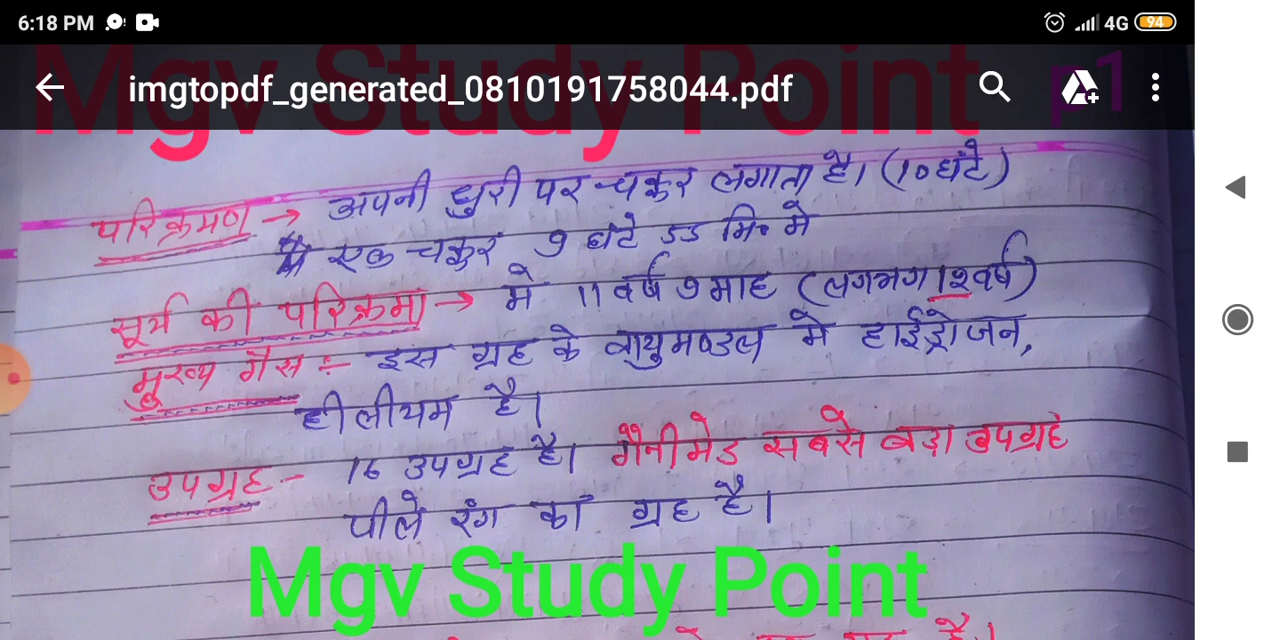 6:18 PM 4G 94
imgtopdf_generated_0810191758044.pdf
Mgv Study Point p1
परिक्रमण → अपनी धुरी पर चक्कर लगाता है। (10 घंटे)
एक चक्कर 9 घंटे 55 मि० मे
सूर्य की परिक्रमा → मे 11 वर्ष 9 माह (लगभग 12 वर्ष)
मुख्य गैस :- इस ग्रह के वायुमण्डल मे हाईड्रोजन,
हीलीयम है।
उपग्रह - 16 उपग्रह है। गैनीमेड सबसे बड़ा उपग्रह
पीले रंग का ग्रह है।
Mgv Study Point
है।